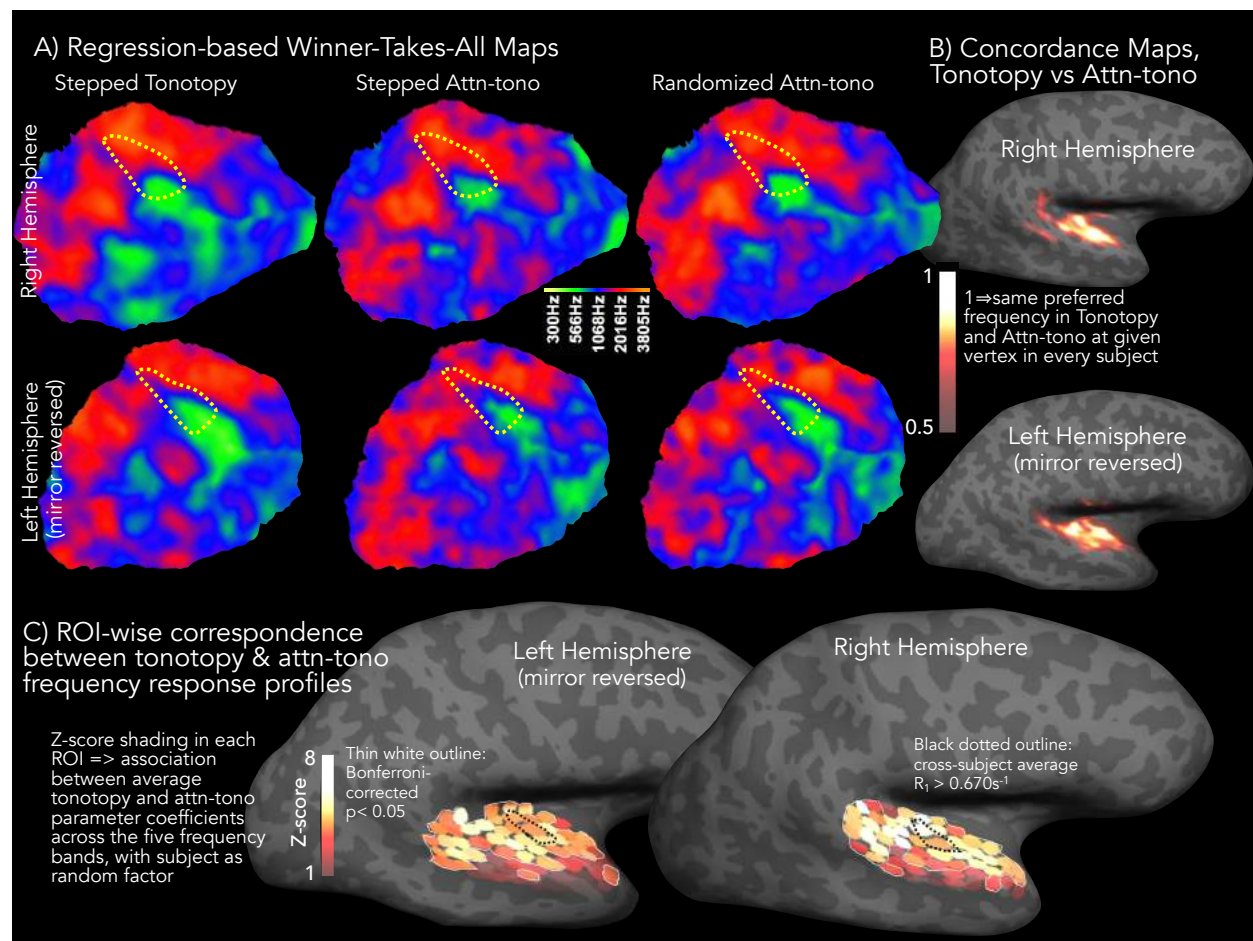 A) Regression-based Winner-Takes-All Maps
Stepped Tonotopy
Stepped Attn-tono
Randomized Attn-tono
Right Hemisphere
Left Hemisphere
(mirror reversed)
300Hz
566Hz
1068Hz
2016Hz
3805Hz
B) Concordance Maps,
Tonotopy vs Attn-tono
Right Hemisphere
1
1⇒same preferred
frequency in Tonotopy
and Attn-tono at given
vertex in every subject
0.5
Left Hemisphere
(mirror reversed)
C) ROI-wise correspondence
between tonotopy & attn-tono
frequency response profiles
Left Hemisphere
(mirror reversed)
Right Hemisphere
Z-score shading in each
ROI => association
between average
tonotopy and attn-tono
parameter coefficients
across the five frequency
bands, with subject as
random factor
8
Z-score
1
Thin white outline:
Bonferroni-
corrected
p< 0.05
Black dotted outline:
cross-subject average
R₁ > 0.670s⁻¹